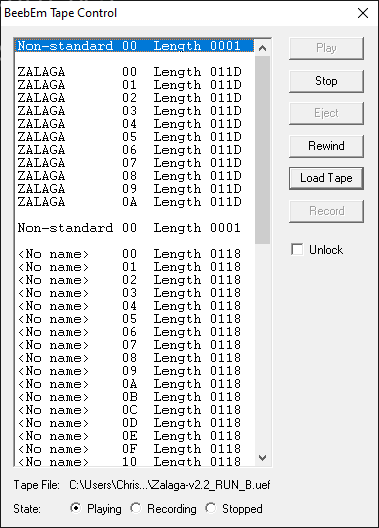 BeebEm Tape Control
Non-standard 00 Length 0001
ZALAGA 00 Length 011D
ZALAGA 01 Length 011D
ZALAGA 02 Length 011D
ZALAGA 03 Length 011D
ZALAGA 04 Length 011D
ZALAGA 05 Length 011D
ZALAGA 06 Length 011D
ZALAGA 07 Length 011D
ZALAGA 08 Length 011D
ZALAGA 09 Length 011D
ZALAGA 0A Length 011D
Non-standard 00 Length 0001
<No name> 00 Length 0118
<No name> 01 Length 0118
<No name> 02 Length 0118
<No name> 03 Length 0118
<No name> 04 Length 0118
<No name> 05 Length 0118
<No name> 06 Length 0118
<No name> 07 Length 0118
<No name> 08 Length 0118
<No name> 09 Length 0118
<No name> 0A Length 0118
<No name> 0B Length 0118
<No name> 0C Length 0118
<No name> 0D Length 0118
<No name> 0E Length 0118
<No name> 0F Length 0118
<No name> 10 Length 0118
Play
Stop
Eject
Rewind
Load Tape
Record
Unlock
Tape File: C:\Users\Chris...\Zalaga-v2.2_RUN_B.uef
State: Playing Recording Stopped